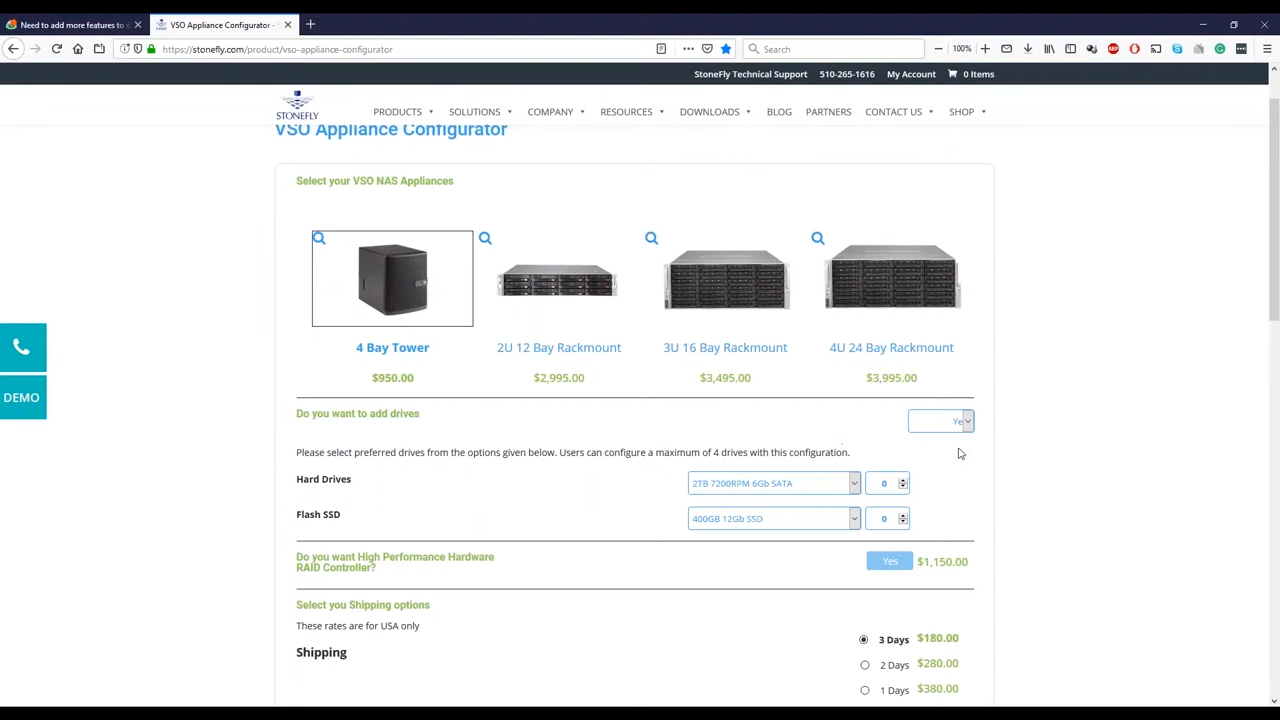 Need to add more features to d
VSO Appliance Configurator - S
https://stonefly.com/product/vso-appliance-configurator
100%
Search
StoneFly Technical Support 510-265-1616 My Account 0 Items
STONEFLY
PRODUCTS SOLUTIONS COMPANY RESOURCES DOWNLOADS BLOG PARTNERS CONTACT US SHOP
VSO Appliance Configurator
Select your VSO NAS Appliances
4 Bay Tower 2U 12 Bay Rackmount 3U 16 Bay Rackmount 4U 24 Bay Rackmount
$950.00 $2,995.00 $3,495.00 $3,995.00
DEMO
Do you want to add drives Ye
Please select preferred drives from the options given below. Users can configure a maximum of 4 drives with this configuration.
Hard Drives 2TB 7200RPM 6Gb SATA 0
Flash SSD 400GB 12Gb SSD 0
Do you want High Performance Hardware
RAID Controller? Yes $1,150.00
Select you Shipping options
These rates are for USA only
Shipping 3 Days $180.00
2 Days $280.00
1 Days $380.00